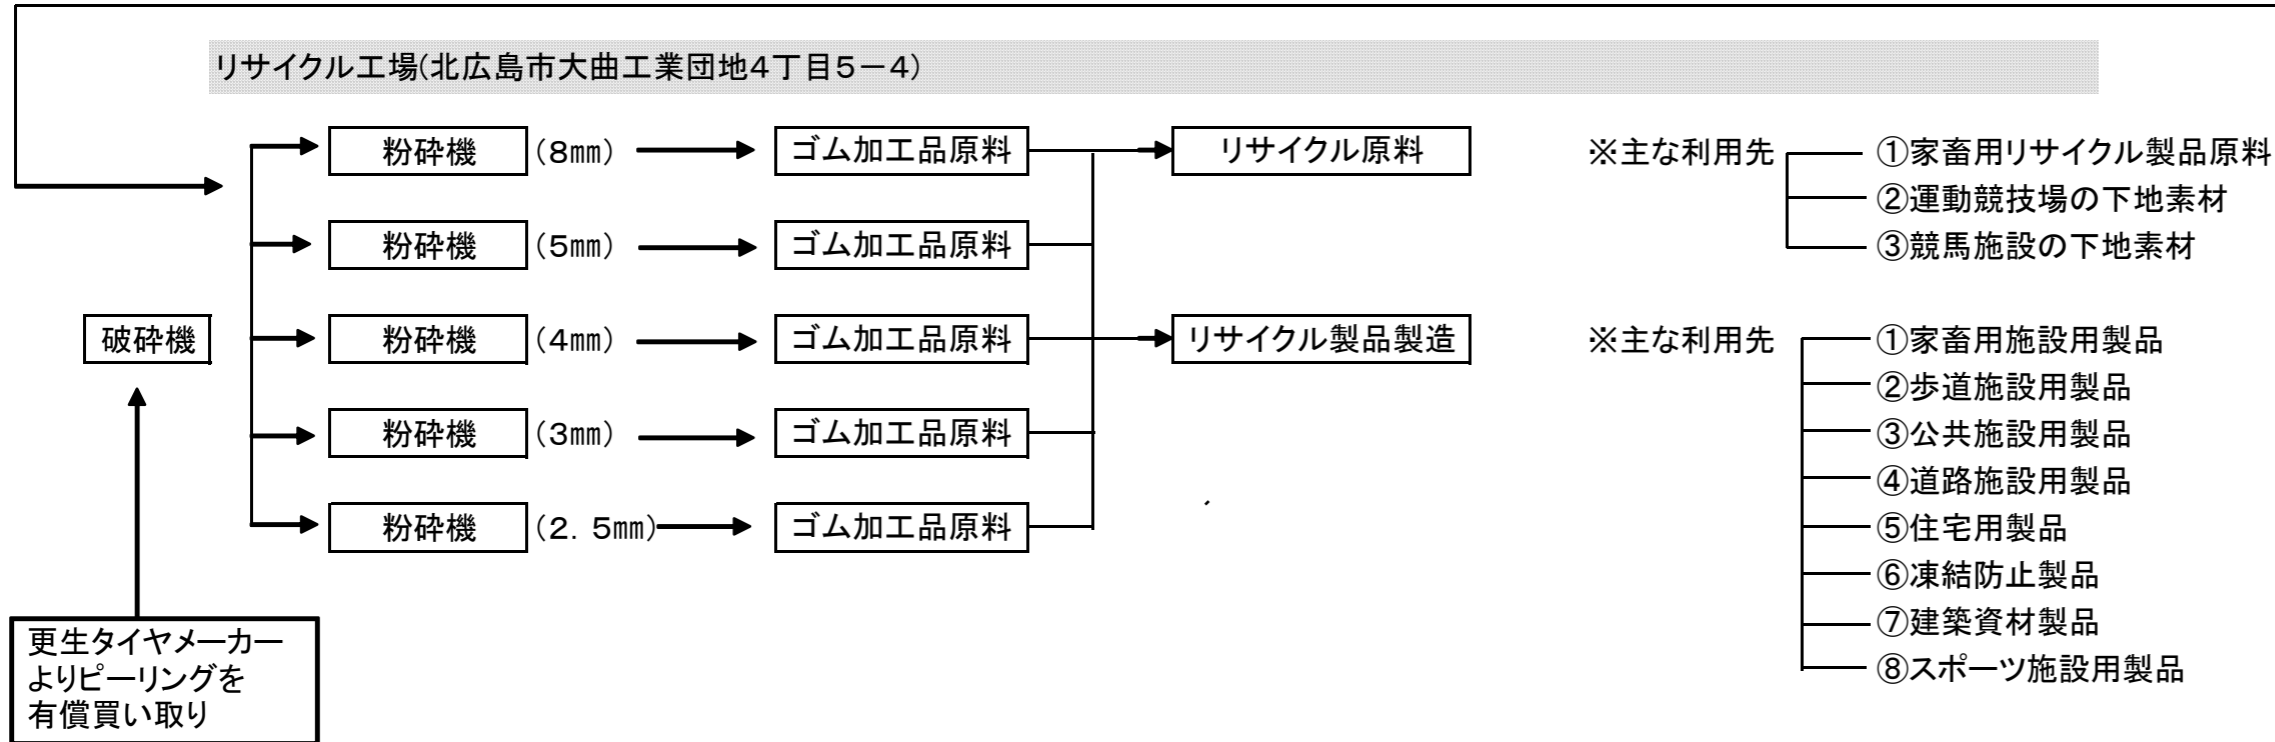 リサイクル工場(北広島市大曲工業団地4丁目5－4)
粉砕機 (8㎜) ゴム加工品原料 リサイクル原料 ※主な利用先 ①家畜用リサイクル製品原料
②運動競技場の下地素材
粉砕機 (5㎜) ゴム加工品原料 ③競馬施設の下地素材
破砕機 粉砕機 (4㎜) ゴム加工品原料 リサイクル製品製造 ※主な利用先 ①家畜用施設用製品
②歩道施設用製品
粉砕機 (3㎜) ゴム加工品原料 ③公共施設用製品
④道路施設用製品
粉砕機 (2．5㎜) ゴム加工品原料 ⑤住宅用製品
⑥凍結防止製品
⑦建築資材製品
⑧スポーツ施設用製品
更生タイヤメーカー
よりピーリングを
有償買い取り